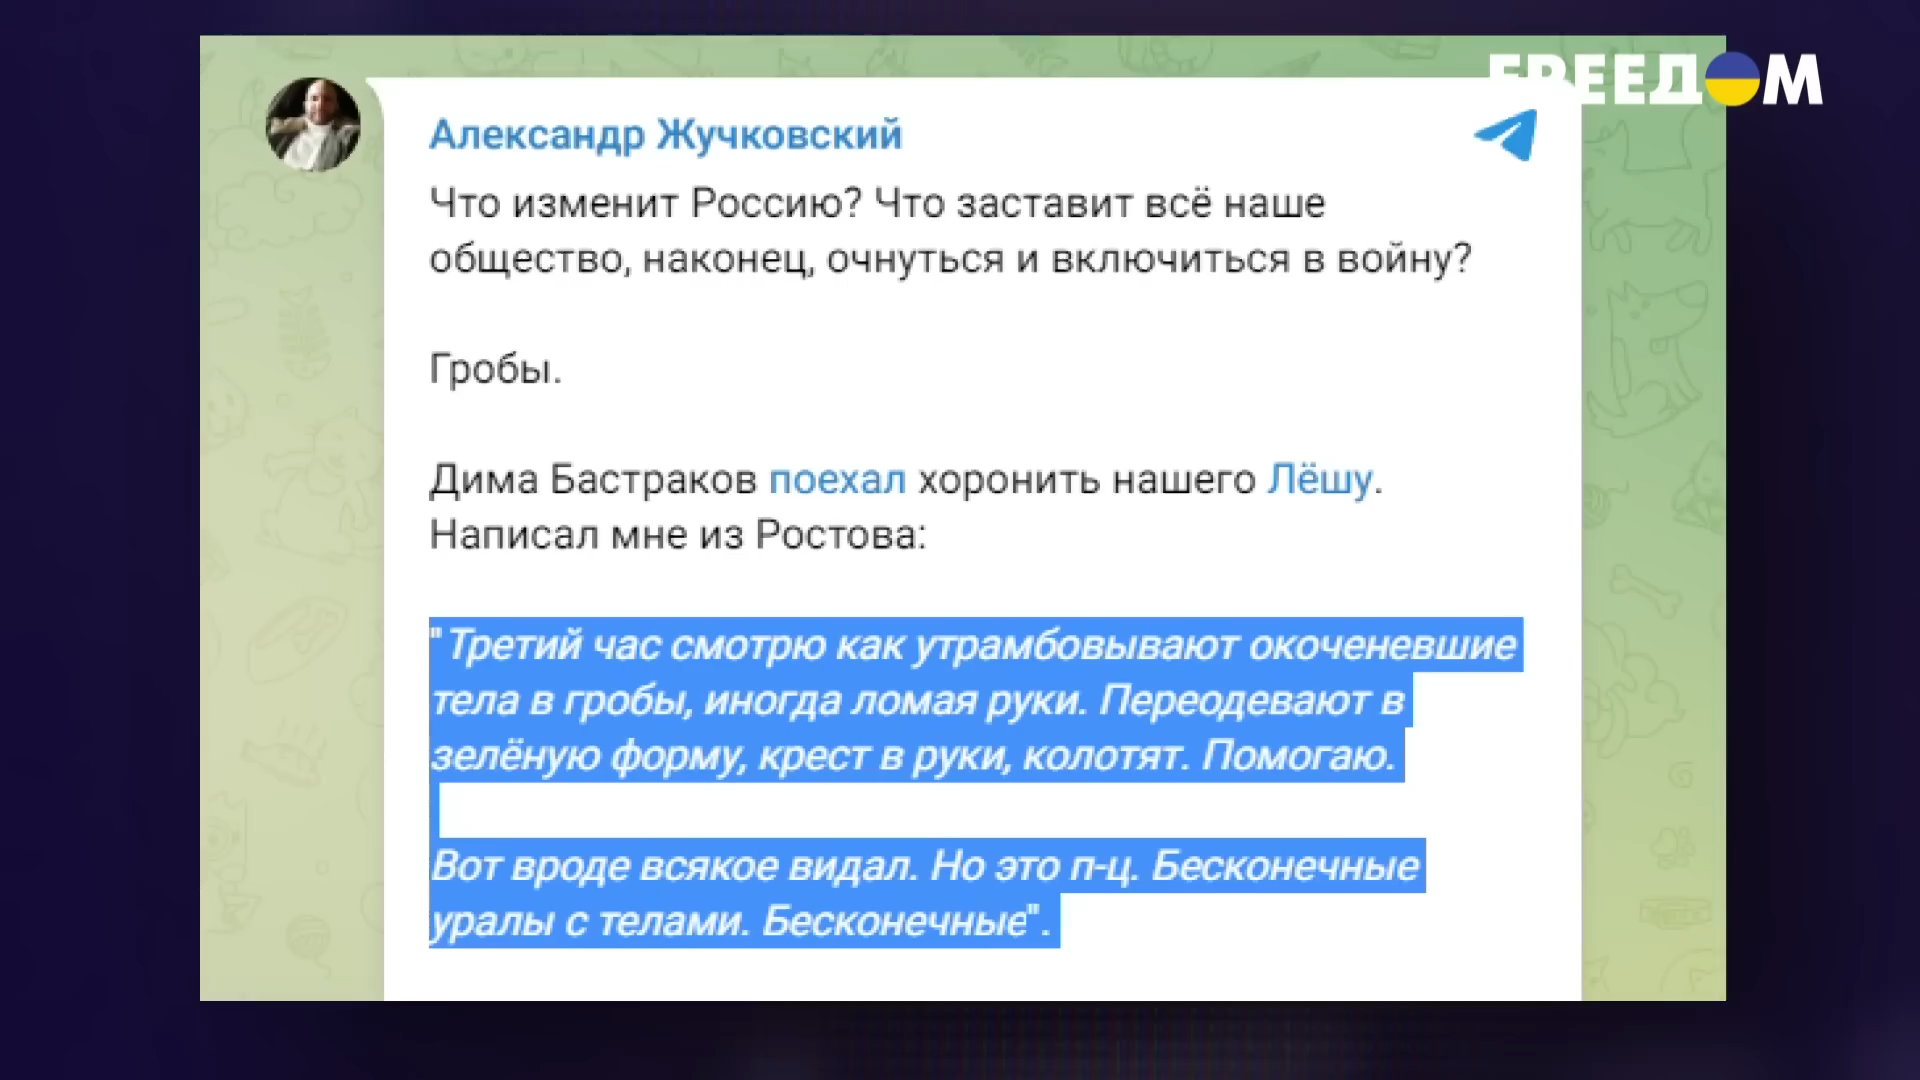 FREEДOM
Александр Жучковский
Что изменит Россию? Что заставит всё наше
общество, наконец, очнуться и включиться в войну?
Гробы.
Дима Бастраков поехал хоронить нашего Лёшу.
Написал мне из Ростова:
"Третий час смотрю как утрамбовывают окоченевшие
тела в гробы, иногда ломая руки. Переодевают в
зелёную форму, крест в руки, колотят. Помогаю.
Вот вроде всякое видал. Но это п-ц. Бесконечные
уралы с телами. Бесконечные".